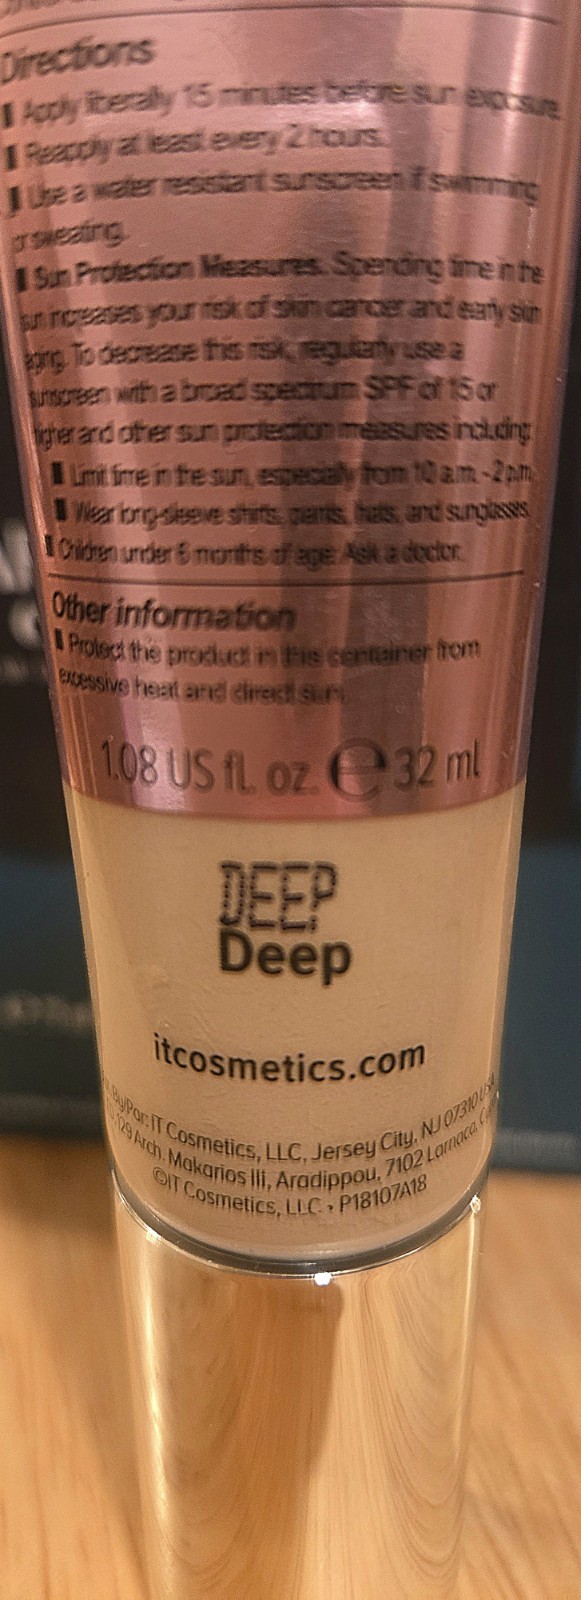 Directions
Apply liberally 15 minutes before sun exposure
Reapply at least every 2 hours.
Use a water resistant sunscreen if swimming
or sweating.
Sun Protection Measures. Spending time in the
sun increases your risk of skin cancer and early skin
aging. To decrease this risk, regularly use a
sunscreen with a broad spectrum SPF of 15 or
higher and other sun protection measures including:
Limit time in the sun, especially from 10 a.m. - 2 p.m.
Wear long-sleeve shirts, pants, hats, and sunglasses.
Children under 6 months of age: Ask a doctor.
Other information
Protect the product in this container from
excessive heat and direct sun.
1.08 US fl. oz. ℮ 32 ml
DEEP
Deep
itcosmetics.com
By/Par: IT Cosmetics, LLC, Jersey City, NJ 07310 USA
129 Arch. Makarios III, Aradippou, 7102 Larnaca,
©IT Cosmetics, LLC • P18107A18